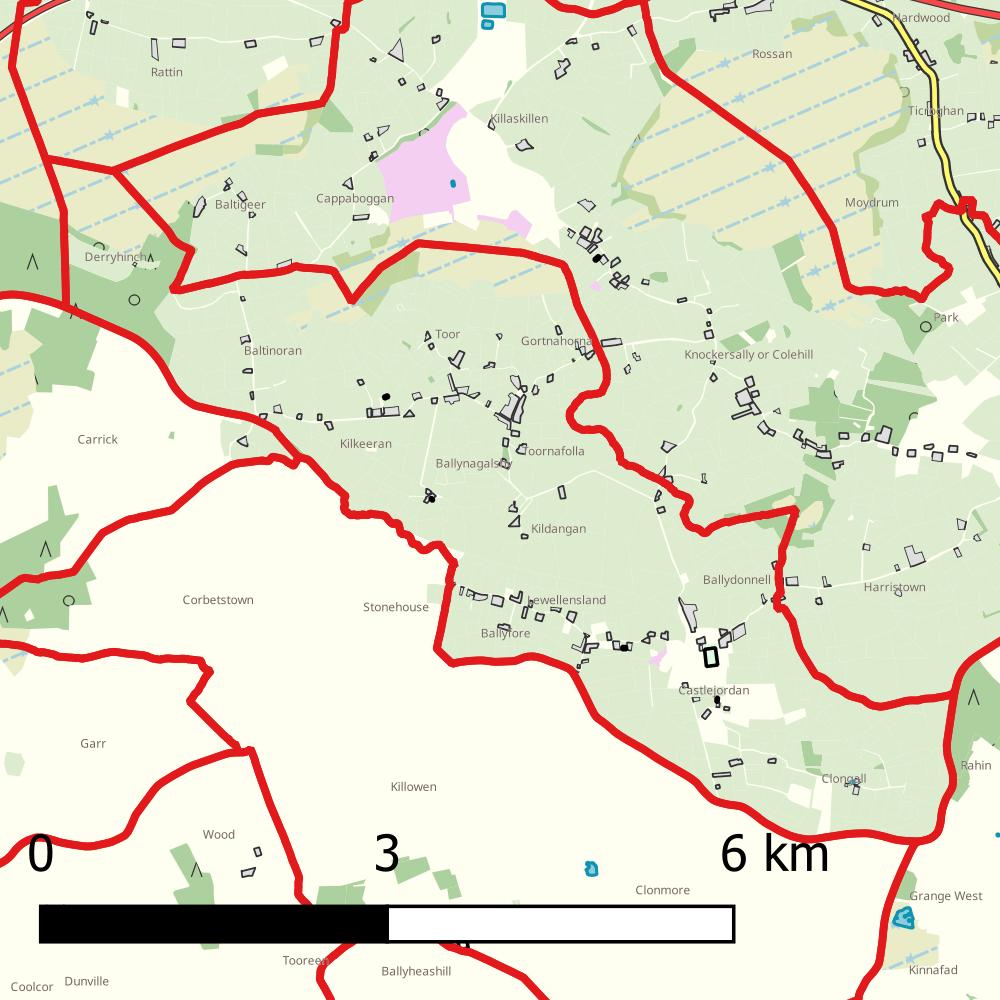 Hardwood
Rossan
Rattin
Ticroghan
Killaskillen
Cappaboggan
Moydrum
Baltigeer
Derryhinch
Park
Toor
Gortnahorna
Baltinoran
Knockersally or Colehill
Carrick
Kilkeeran
Toornafolla
Ballynagalshy
Kildangan
Ballydonnell
Harristown
Corbetstown
Lewellensland
Stonehouse
Ballyfore
Castlejordan
Garr
Rahin
Clongall
Killowen
Wood
0 3 6 km
Clonmore
Grange West
Tooreen
Ballyheashill
Kinnafad
Dunville
Coolcor